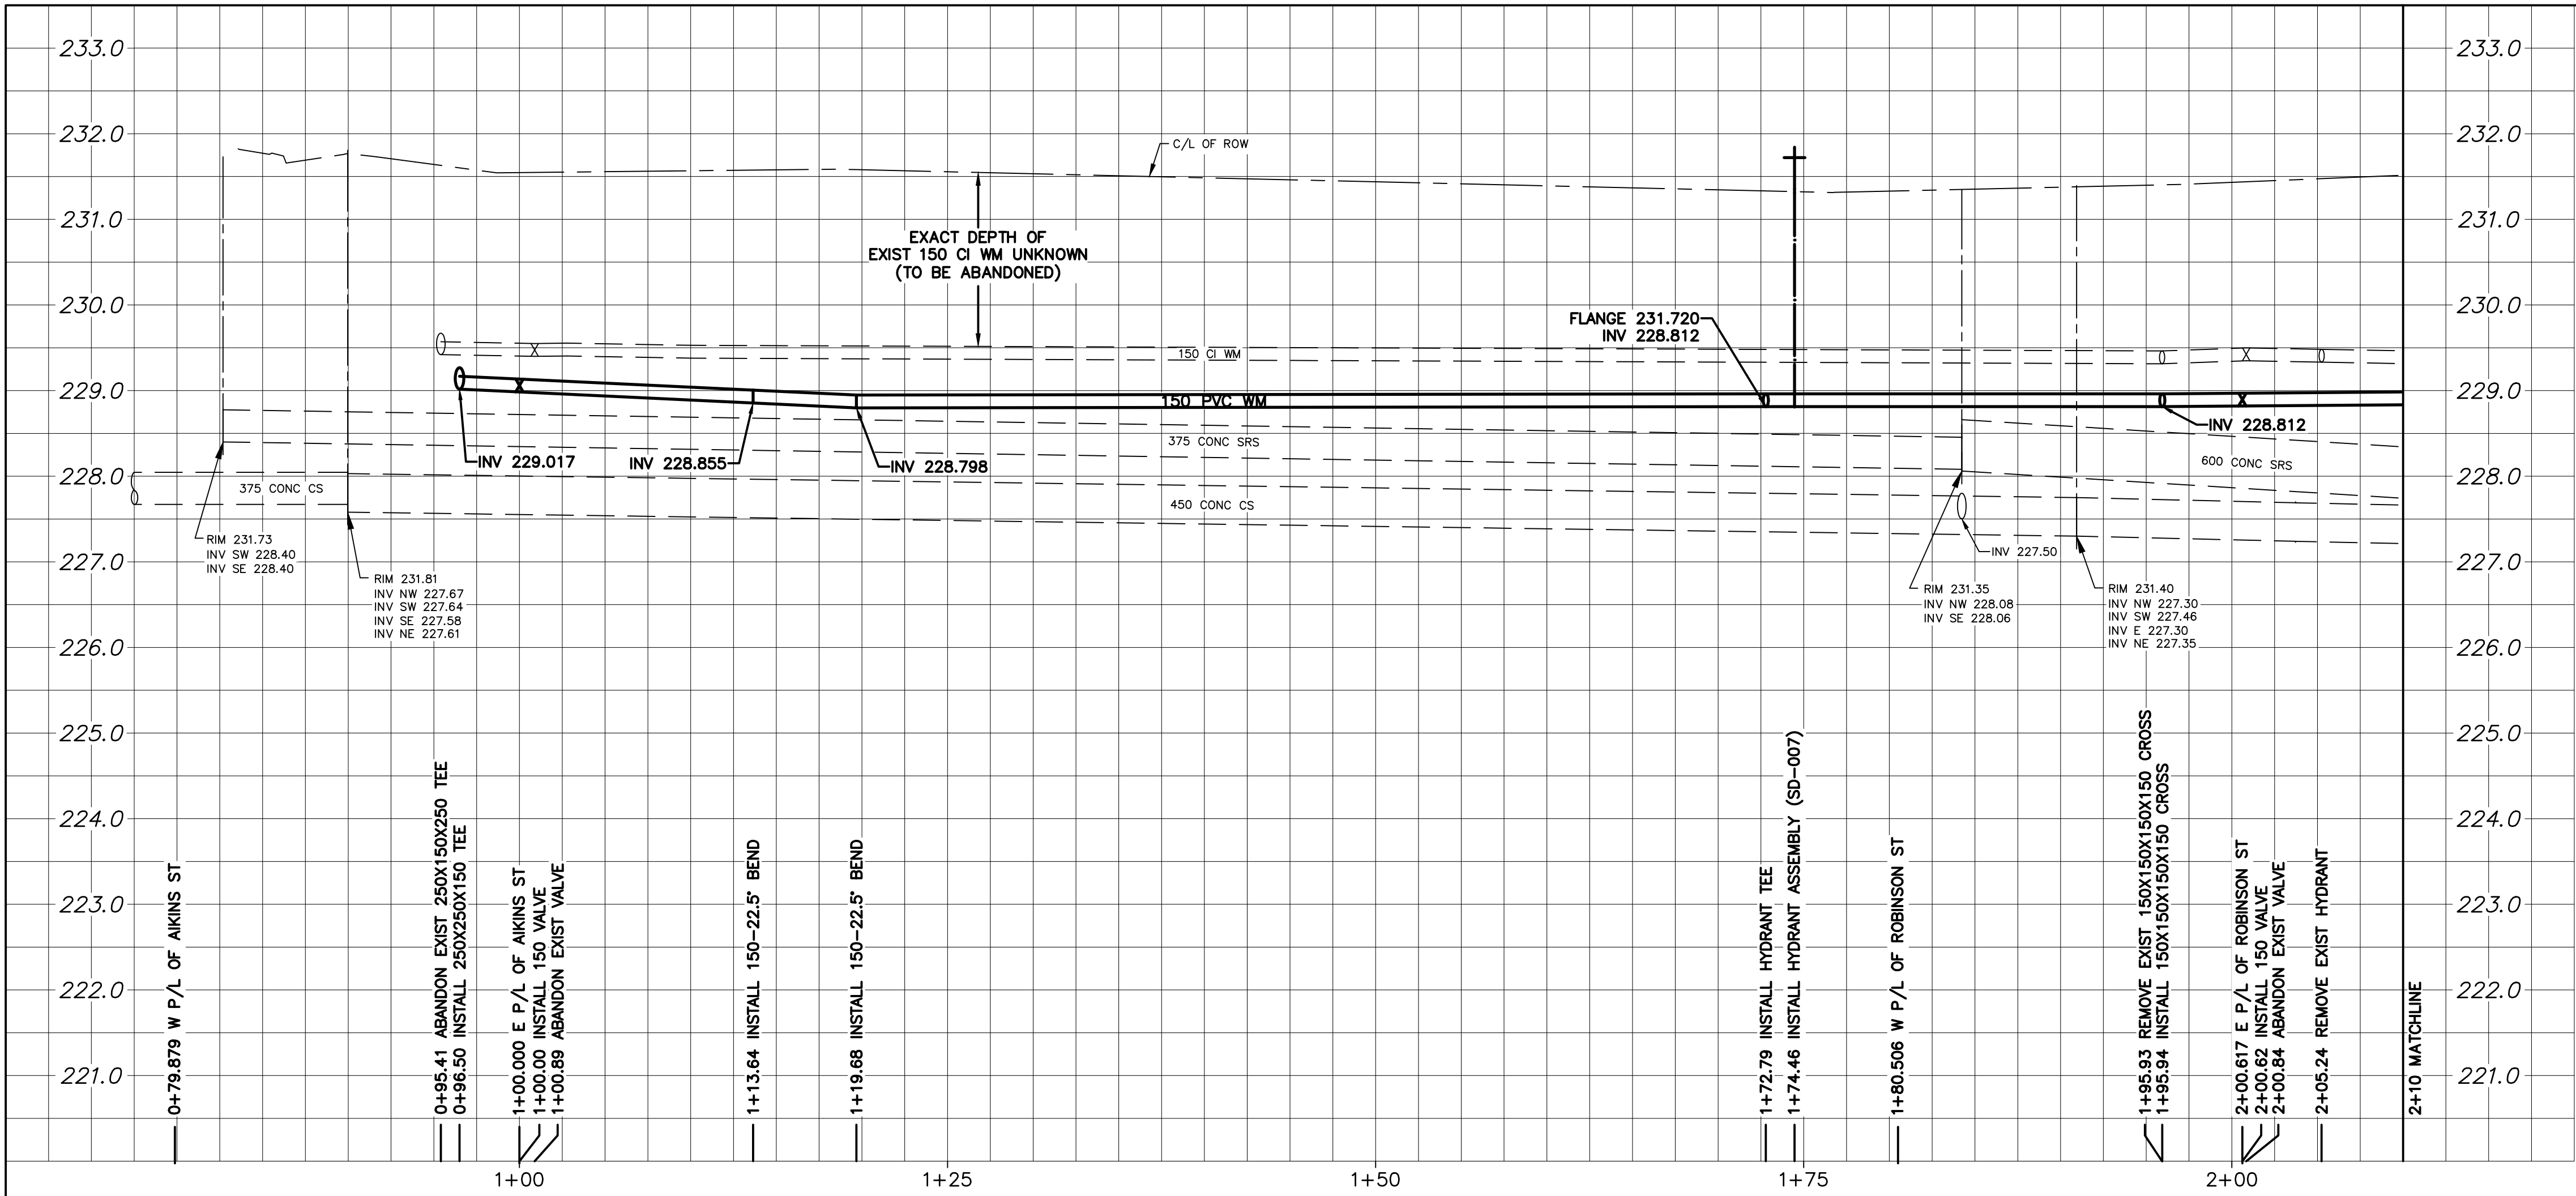 233.0
233.0
232.0
232.0
C/L OF ROW
231.0
231.0
EXACT DEPTH OF
EXIST 150 CI WM UNKNOWN
(TO BE ABANDONED)
230.0
230.0
FLANGE 231.720
INV 228.812
150 CI WM
229.0
229.0
150 PVC WM
INV 228.812
375 CONC SRS
INV 229.017
INV 228.855
INV 228.798
600 CONC SRS
228.0
228.0
375 CONC CS
450 CONC CS
RIM 231.73
INV SW 228.40
INV SE 228.40
INV 227.50
227.0
227.0
RIM 231.81
INV NW 227.67
INV SW 227.64
INV SE 227.58
INV NE 227.61
RIM 231.35
INV NW 228.08
INV SE 228.06
RIM 231.40
INV NW 227.30
INV SW 227.46
INV E 227.30
INV NE 227.35
226.0
226.0
225.0
225.0
224.0
224.0
223.0
223.0
222.0
222.0
221.0
221.0
0+79.879 W P/L OF AIKINS ST
0+95.41 ABANDON EXIST 250X150X250 TEE
0+96.50 INSTALL 250X250X150 TEE
1+00.000 E P/L OF AIKINS ST
1+00.00 INSTALL 150 VALVE
1+00.89 ABANDON EXIST VALVE
1+13.64 INSTALL 150-22.5° BEND
1+19.68 INSTALL 150-22.5° BEND
1+72.79 INSTALL HYDRANT TEE
1+74.46 INSTALL HYDRANT ASSEMBLY (SD-007)
1+80.506 W P/L OF ROBINSON ST
1+95.93 REMOVE EXIST 150X150X150X150 CROSS
1+95.94 INSTALL 150X150X150X150 CROSS
2+00.617 E P/L OF ROBINSON ST
2+00.62 INSTALL 150 VALVE
2+00.84 ABANDON EXIST VALVE
2+05.24 REMOVE EXIST HYDRANT
2+10 MATCHLINE
1+00
1+25
1+50
1+75
2+00